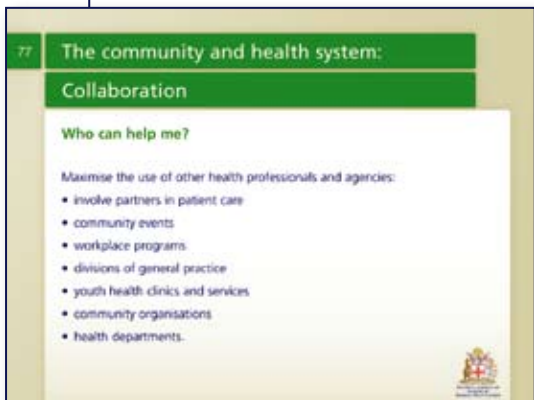 77
The community and health system:
Collaboration
Who can help me?
Maximise the use of other health professionals and agencies:
• involve partners in patient care
• community events
• workplace programs
• divisions of general practice
• youth health clinics and services
• community organisations
• health departments.